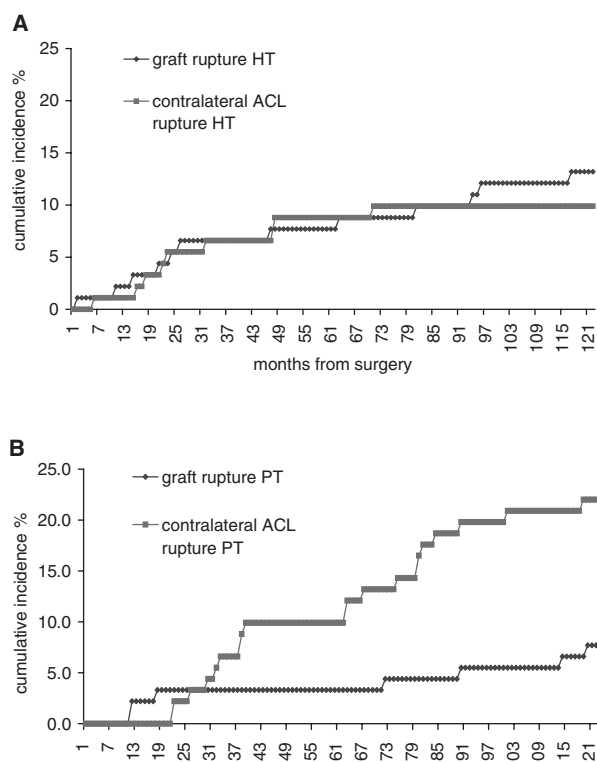 A
25
20
15
10
5
0
cumulative incidence %
graft rupture HT
contralateral ACL
rupture HT
1 7 13 19 25 31 37 43 49 55 61 67 73 79 85 91 97 103 109 115 121
months from surgery
B
25.0
20.0
15.0
10.0
5.0
0.0
cumulative incidence %
graft rupture PT
contralateral ACL
rupture PT
1 7 13 19 25 31 37 43 49 55 61 67 73 79 85 91 97 03 09 15 21